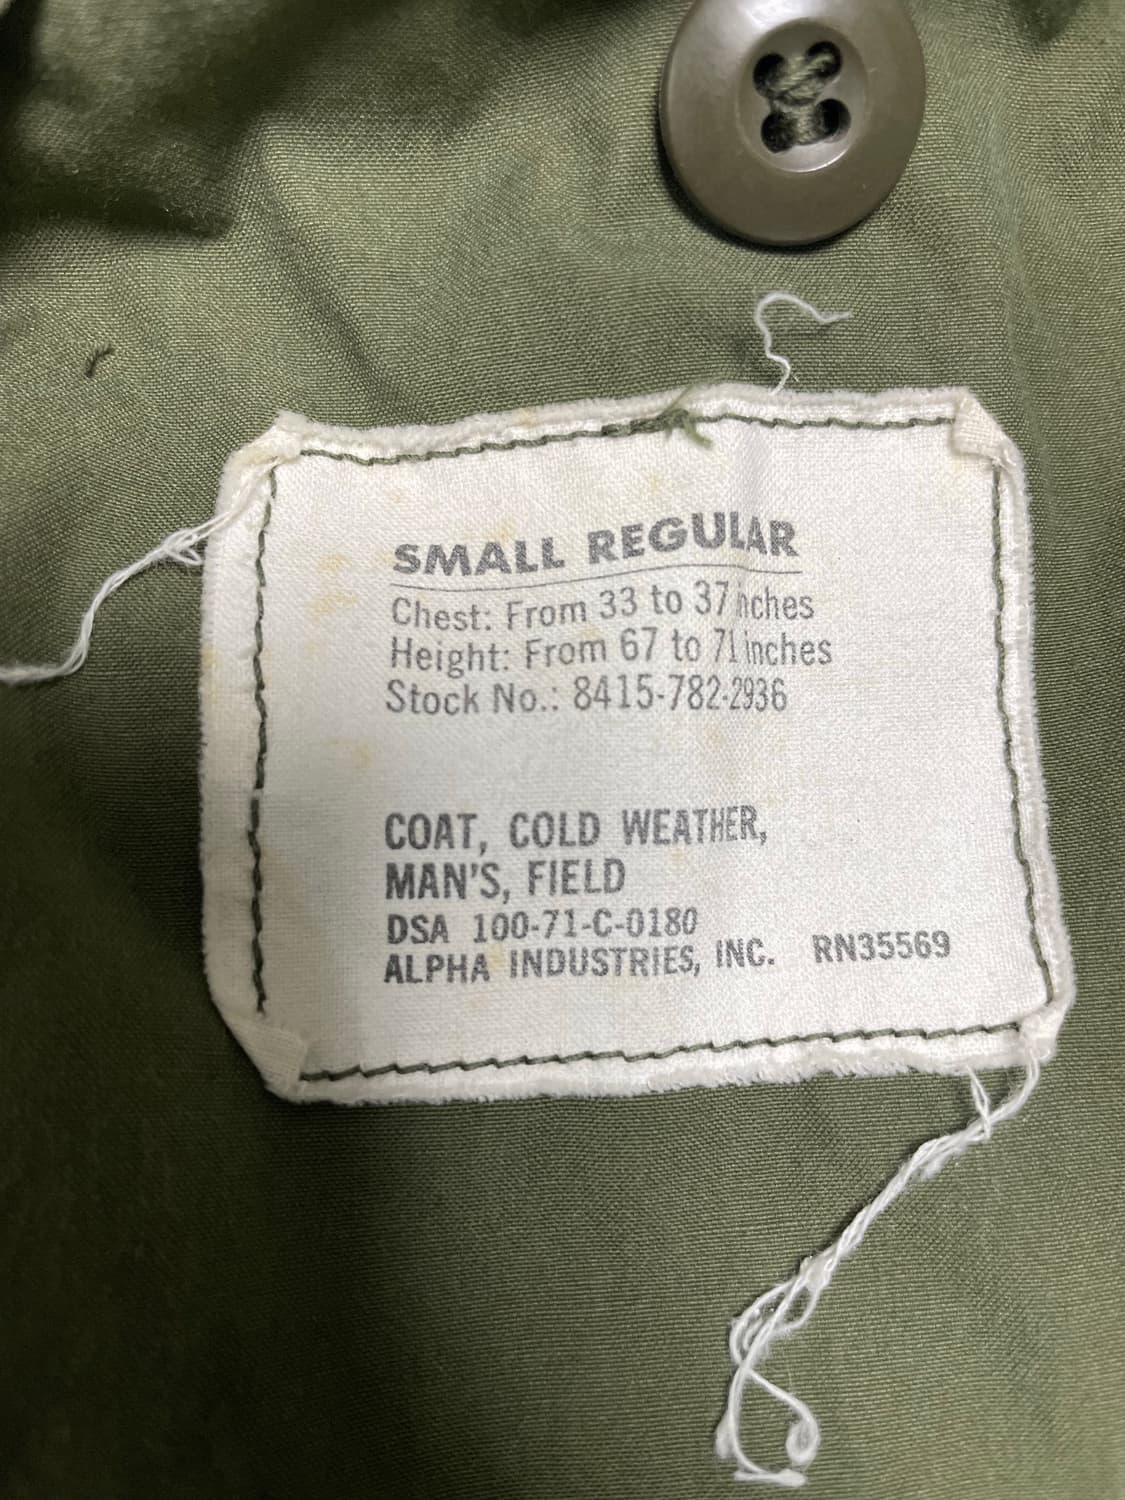 SMALL REGULAR
Chest: From 33 to 37 inches
Height: From 67 to 71 inches
Stock No.: 8415-782-2936
COAT, COLD WEATHER,
MAN'S, FIELD
DSA 100-71-C-0180
ALPHA INDUSTRIES, INC. RN35569